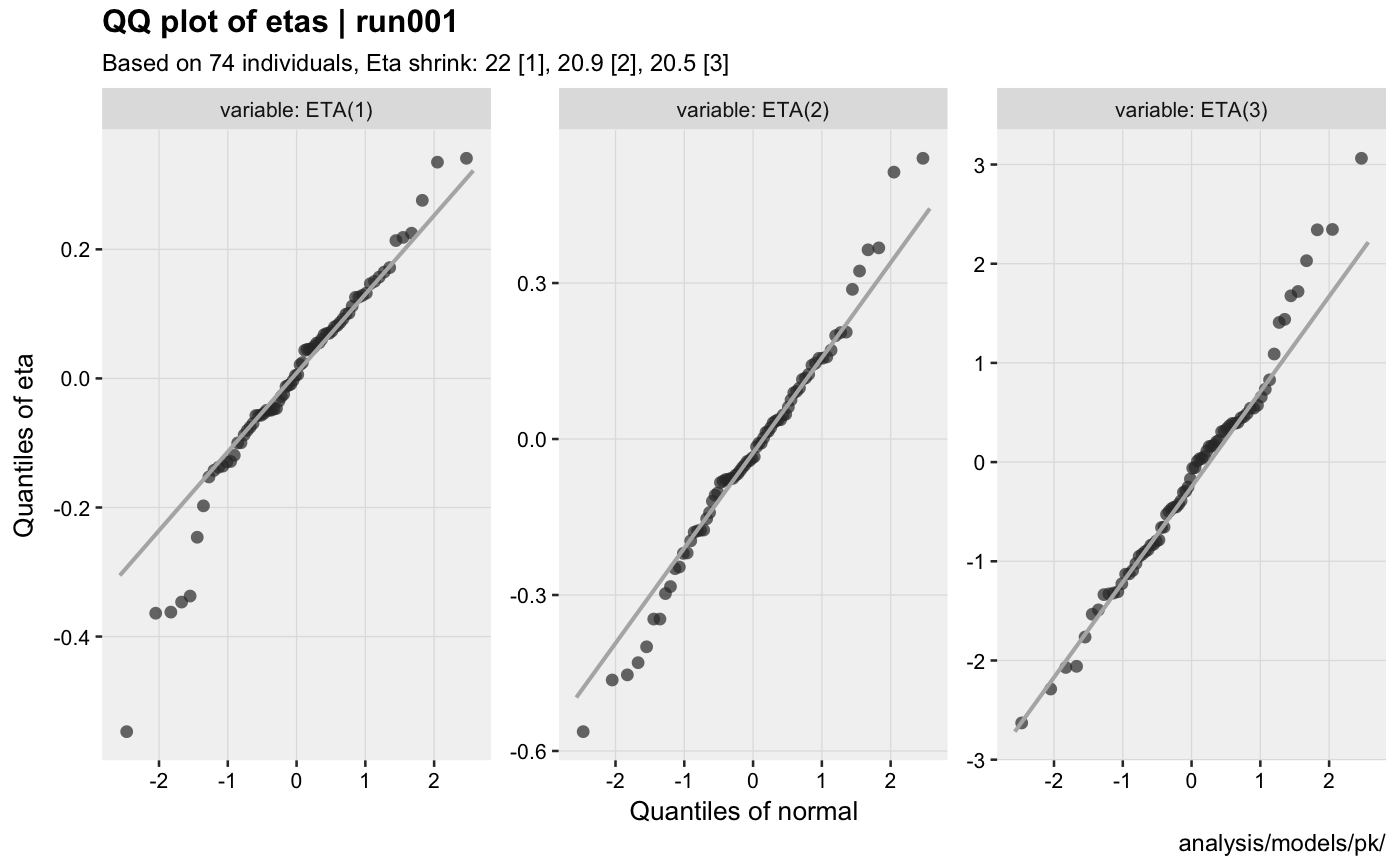 QQ plot of etas | run001
Based on 74 individuals, Eta shrink: 22 [1], 20.9 [2], 20.5 [3]
variable: ETA(1)
variable: ETA(2)
variable: ETA(3)
Quantiles of eta
0.2
0.0
-0.2
-0.4
0.3
0.0
-0.3
-0.6
3
2
1
0
-1
-2
-3
-2 -1 0 1 2
-2 -1 0 1 2
-2 -1 0 1 2
Quantiles of normal
analysis/models/pk/